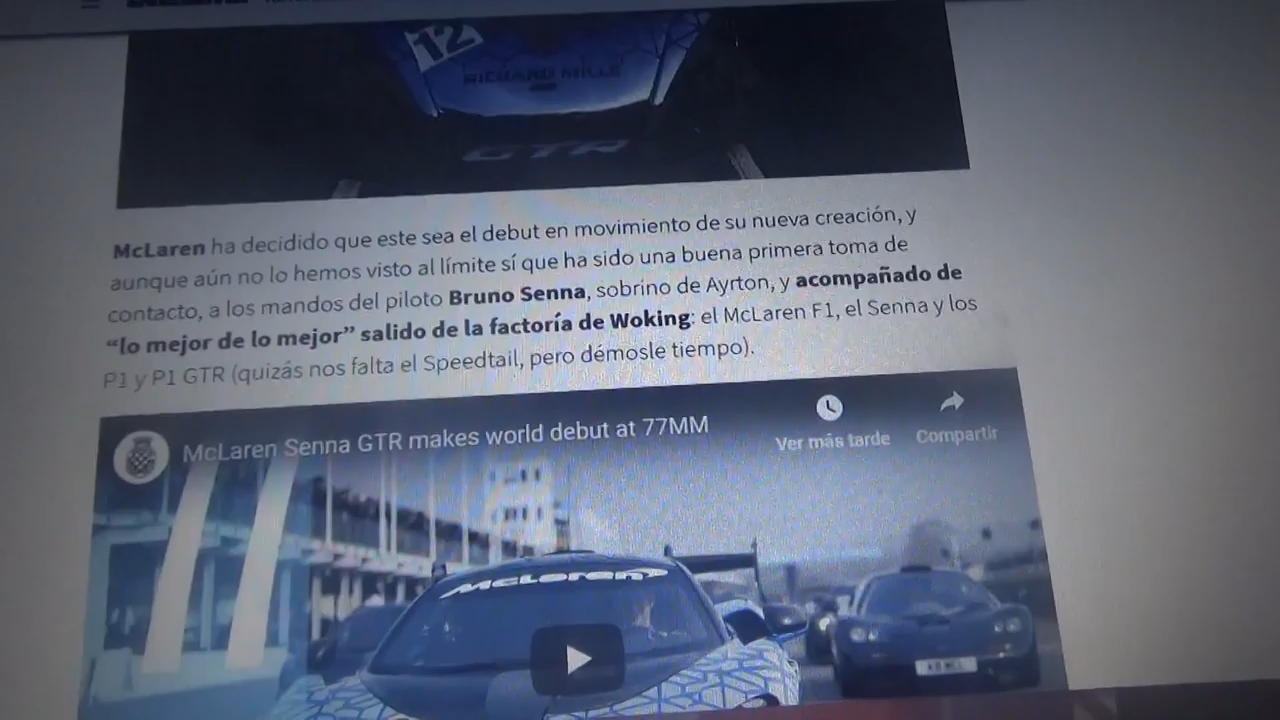 12
RICHARD MILLE
GTR
McLaren ha decidido que este sea el debut en movimiento de su nueva creación, y
aunque aún no lo hemos visto al límite sí que ha sido una buena primera toma de
contacto, a los mandos del piloto Bruno Senna, sobrino de Ayrton, y acompañado de
“lo mejor de lo mejor” salido de la factoría de Woking: el McLaren F1, el Senna y los
P1 y P1 GTR (quizás nos falta el Speedtail, pero démosle tiempo).
McLaren Senna GTR makes world debut at 77MM
Ver más tarde
Compartir
McLaren